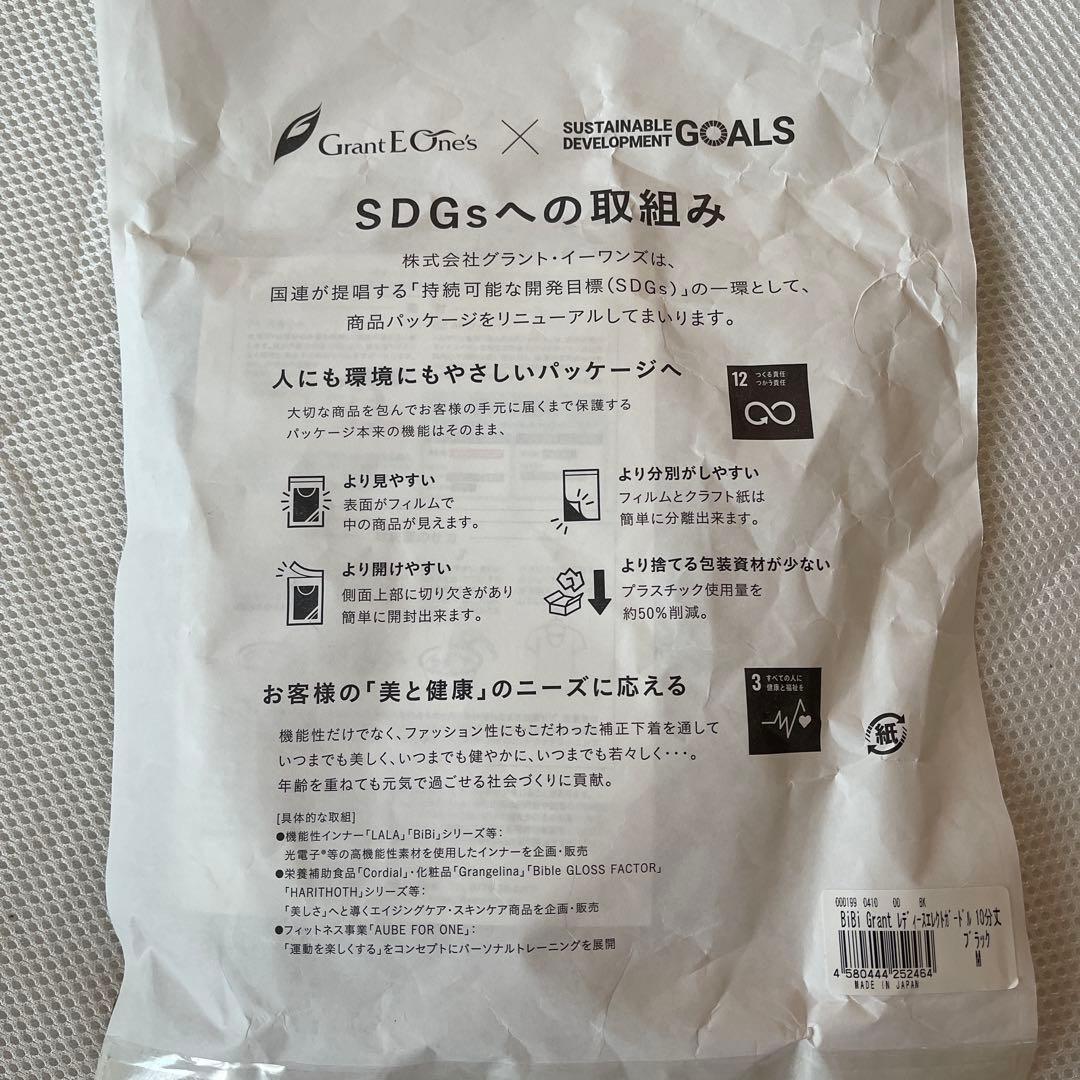 Grant E One's × SUSTAINABLE DEVELOPMENT GOALS
SDGsへの取組み
株式会社グラント・イーワンズは、
国連が提唱する「持続可能な開発目標(SDGs)」の一環として、
商品パッケージをリニューアルしてまいります。
人にも環境にもやさしいパッケージへ
12 つくる責任
つかう責任
大切な商品を包んでお客様の手元に届くまで保護する
パッケージ本来の機能はそのまま、
より見やすい
表面がフィルムで
中の商品が見えます。
より分別がしやすい
フィルムとクラフト紙は
簡単に分離出来ます。
より開けやすい
側面上部に切り欠きがあり
簡単に開封出来ます。
より捨てる包装資材が少ない
プラスチック使用量を
約50%削減。
お客様の「美と健康」のニーズに応える
3 すべての人に
健康と福祉を
機能性だけでなく、ファッション性にもこだわった補正下着を通して
いつまでも美しく、いつまでも健やかに、いつまでも若々しく・・・。
年齢を重ねても元気で過ごせる社会づくりに貢献。
紙
[具体的な取組]
●機能性インナー「LALA」「BiBi」シリーズ等:
光電子®等の高機能性素材を使用したインナーを企画・販売
●栄養補助食品「Cordial」・化粧品「Grangelina」「Bible GLOSS FACTOR」
「HARITHOTH」シリーズ等:
「美しさ」へと導くエイジングケア・スキンケア商品を企画・販売
●フィットネス事業「AUBE FOR ONE」:
「運動を楽しくする」をコンセプトにパーソナルトレーニングを展開
000199 0410 00 BK
BiBi Grant ﾚﾃﾞｨｰｽｴﾚｸﾄｶﾞｰﾄﾞﾙ 10分丈
ﾌﾞﾗｯｸ
M
4 580444 252464
MADE IN JAPAN